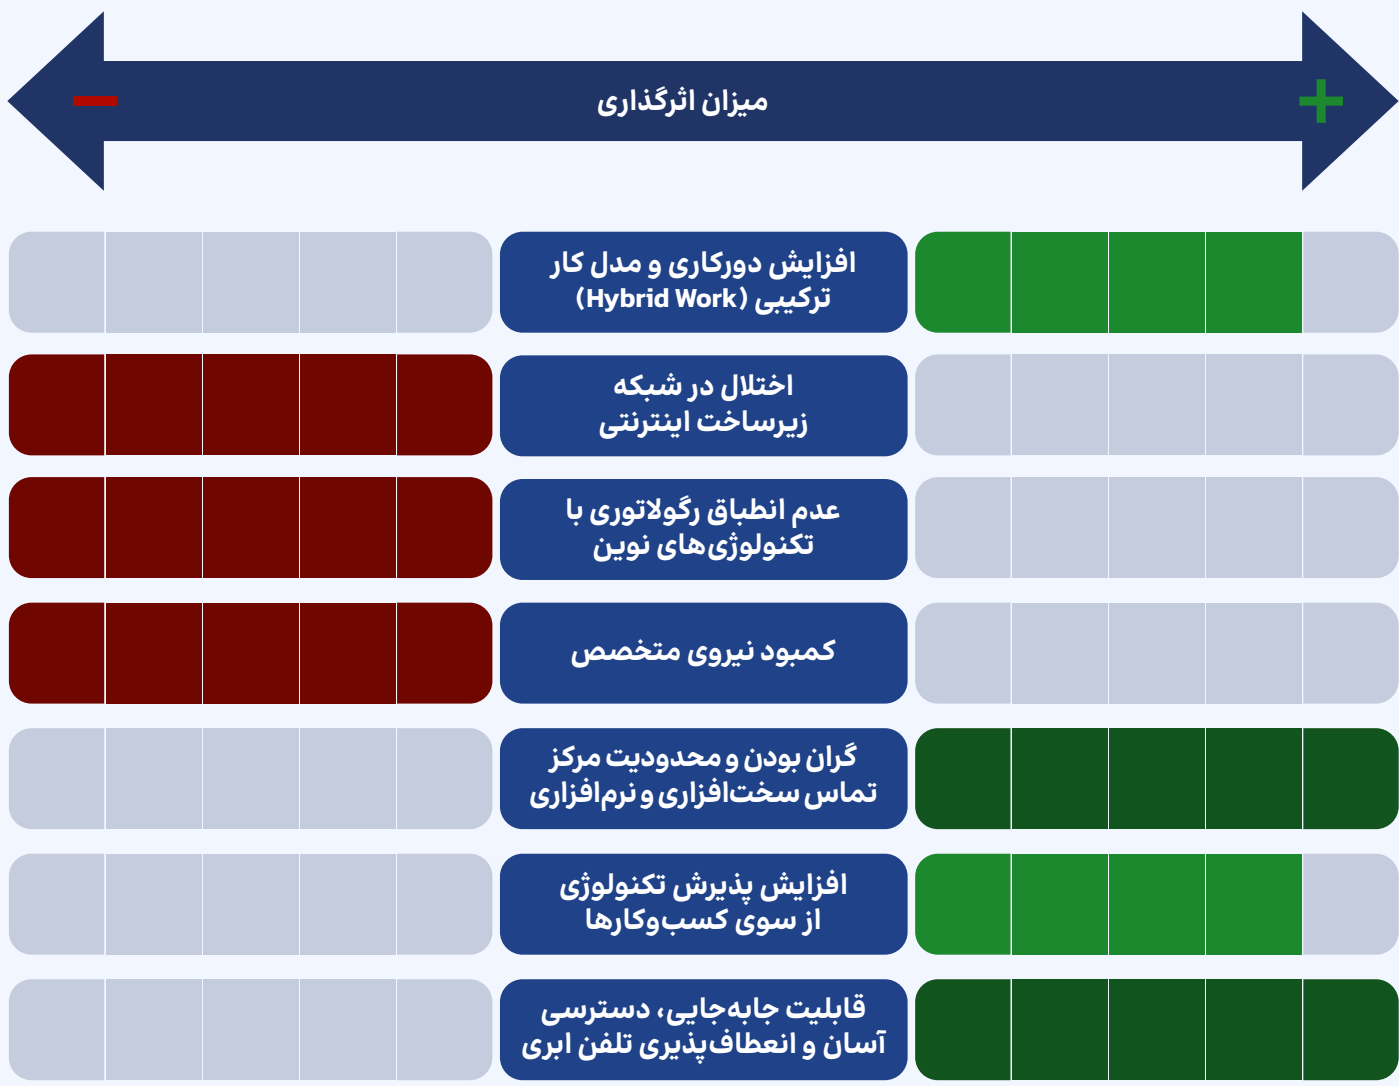 میزان اثرگذاری
−
+
افزایش دورکاری و مدل کار
ترکیبی (Hybrid Work)
اختلال در شبکه
زیرساخت اینترنتی
عدم انطباق رگولاتوری با
تکنولوژی‌های نوین
کمبود نیروی متخصص
گران بودن و محدودیت مرکز
تماس سخت‌افزاری و نرم‌افزاری
افزایش پذیرش تکنولوژی
از سوی کسب‌وکارها
قابلیت جابه‌جایی، دسترسی
آسان و انعطاف‌پذیری تلفن ابری